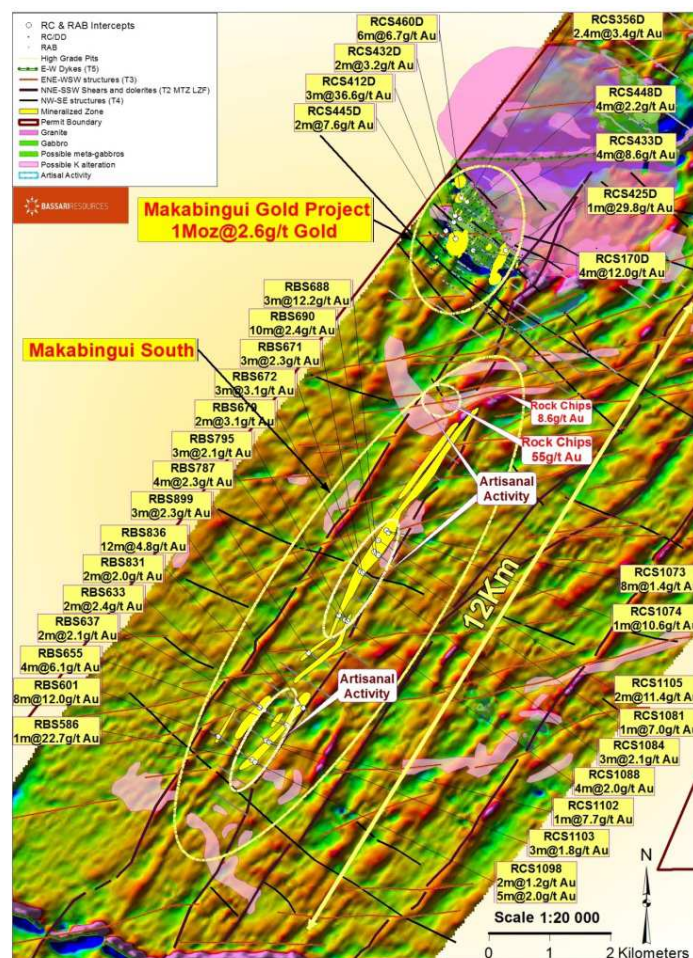 RC & RAB Intercepts
RC/DD
RAB
High Grade Pits
E-W Dykes (T5)
ENE-WSW structures (T3)
NNE-SSW Shears and dolerites (T2 MTZ LZF)
NW-SE structures (T4)
Mineralized Zone
Permit Boundary
Granite
Gabbro
Possible meta-gabbros
Possible K alteration
Artisal Activity
BASSARI RESOURCES
RCS460D
6m@6.7g/t Au
RCS432D
2m@3.2g/t Au
RCS412D
3m@36.6g/t Au
RCS445D
2m@7.6g/t Au
RCS356D
2.4m@3.4g/t Au
RCS448D
4m@2.2g/t Au
RCS433D
4m@8.6g/t Au
RCS425D
1m@29.8g/t Au
RCS170D
4m@12.0g/t Au
Makabingui Gold Project
1Moz@2.6g/t Gold
RBS688
3m@12.2g/t Au
RBS690
10m@2.4g/t Au
RBS671
3m@2.3g/t Au
RBS672
3m@3.1g/t Au
RBS679
2m@3.1g/t Au
RBS795
3m@2.1g/t Au
RBS787
4m@2.3g/t Au
RBS899
3m@2.3g/t Au
RBS836
12m@4.8g/t Au
RBS831
2m@2.0g/t Au
RBS633
2m@2.4g/t Au
RBS637
2m@2.1g/t Au
RBS655
4m@6.1g/t Au
RBS601
8m@12.0g/t Au
RBS586
1m@22.7g/t Au
Makabingui South
Rock Chips
8.6g/t Au
Rock Chips
55g/t Au
Artisanal
Activity
12Km
Artisanal
Activity
RCS1073
8m@1.4g/t Au
RCS1074
1m@10.6g/t Au
RCS1105
2m@11.4g/t Au
RCS1081
1m@7.0g/t Au
RCS1084
3m@2.1g/t Au
RCS1088
4m@2.0g/t Au
RCS1102
1m@7.7g/t Au
RCS1103
3m@1.8g/t Au
RCS1098
2m@1.2g/t Au
5m@2.0g/t Au
N
Scale 1:20 000
0 1 2 Kilometers